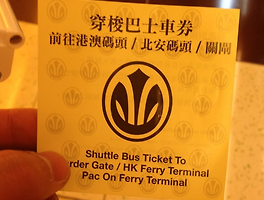 穿梭巴士車券
前往港澳碼頭 / 北安碼頭 / 關閘
Shuttle Bus Ticket To
rder Gate / HK Ferry Terminal
Pac On Ferry Terminal